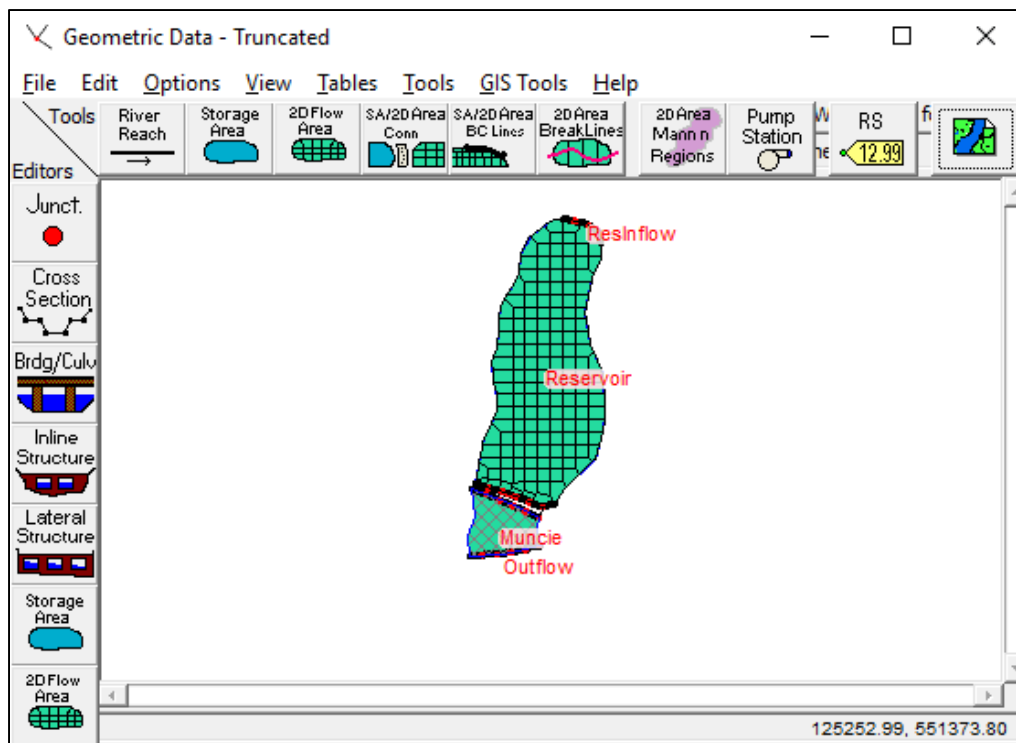 Geometric Data - Truncated
File Edit Options View Tables Tools GIS Tools Help
Tools
Editors
River
Reach
Storage
Area
2D Flow
Area
SA/2D Area
Conn
SA/2D Area
BC Lines
2D Area
BreakLines
2D Area
Mann n
Regions
Pump
Station
RS
12.99
Junct.
Cross
Section
Brdg/Culv
Inline
Structure
Lateral
Structure
Storage
Area
2D Flow
Area
ResInflow
Reservoir
Muncie
Outflow
125252.99, 551373.80